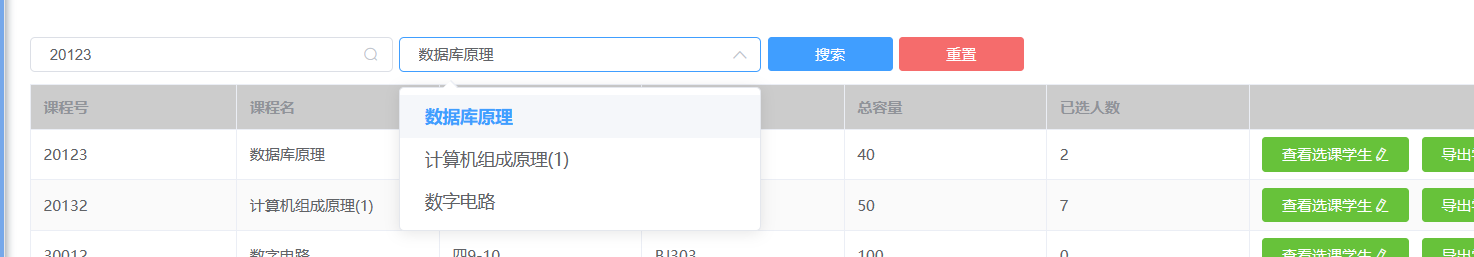 20123 数据库原理 搜索 重置
课程号 课程名 总容量 已选人数
数据库原理
计算机组成原理(1)
数字电路
20123 数据库原理 40 2 查看选课学生 导出
20132 计算机组成原理(1) 50 7 查看选课学生 导出
30012 数字电路 四9-10 BJ303 100 0 查看选课学生 导出